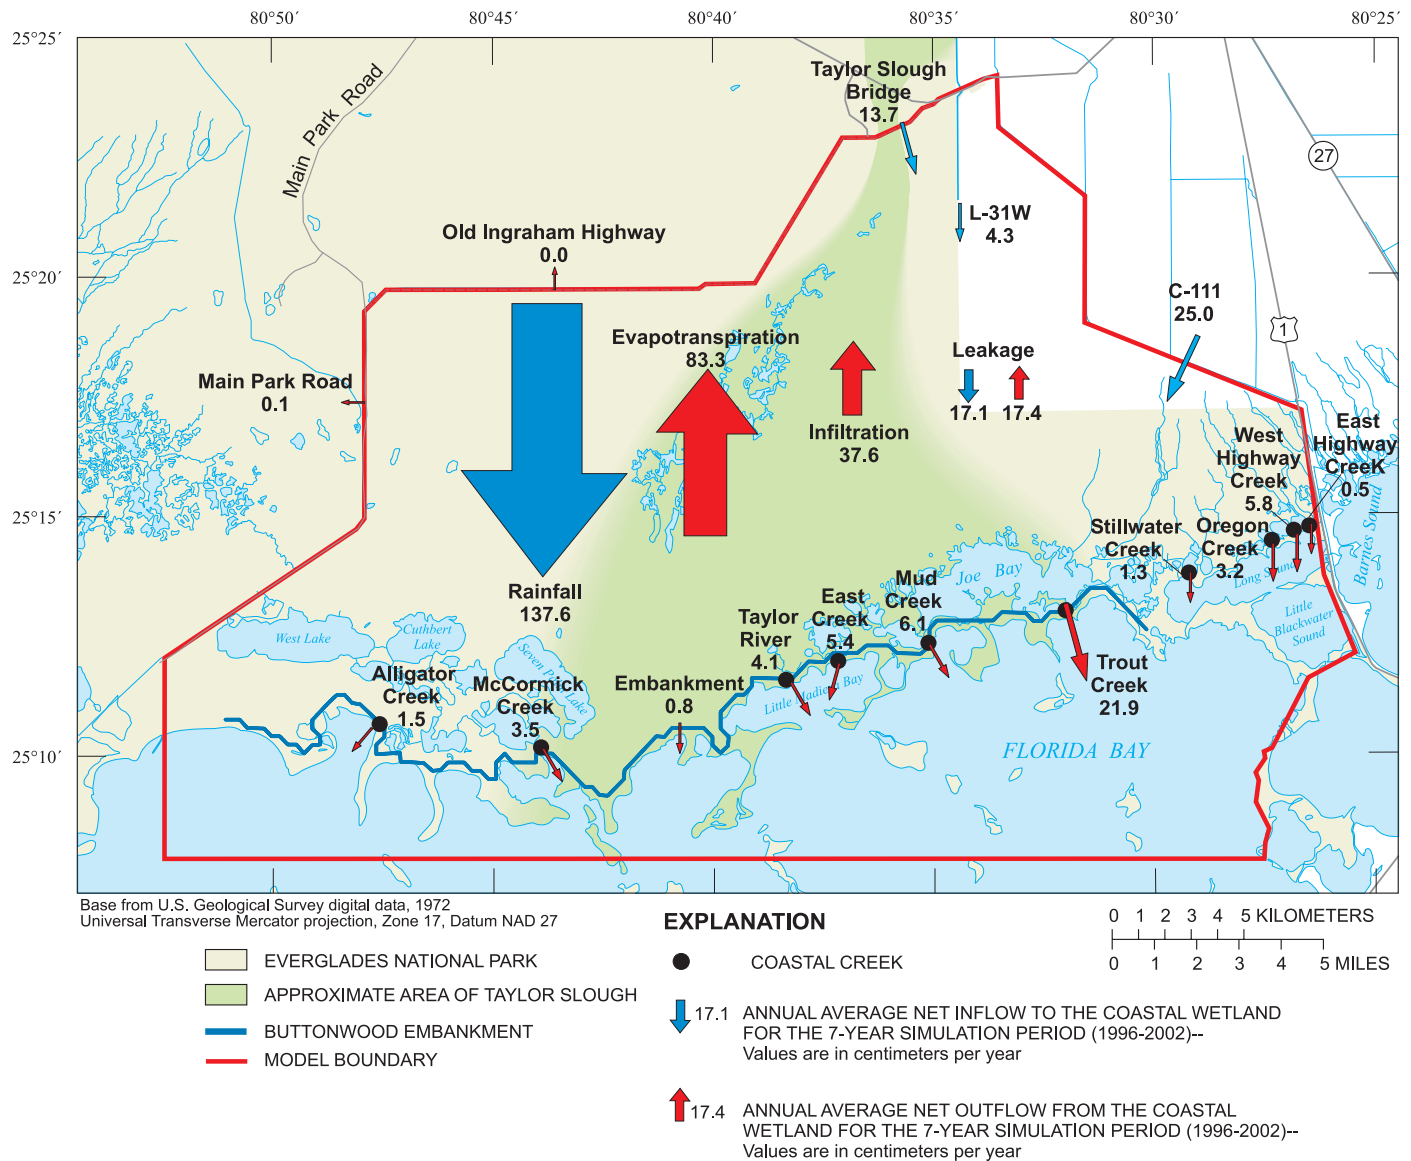 80°50′ 80°45′ 80°40′ 80°35′ 80°30′ 80°25′
25°25′
25°20′
25°15′
25°10′
Main Park Road
Taylor Slough
Bridge
13.7
27
L-31W
4.3
Old Ingraham Highway
0.0
C-111
25.0
1
Evapotranspiration
83.3
Leakage
17.1 17.4
Main Park Road
0.1
Infiltration
37.6
West
Highway
Creek
5.8
East
Highway
CreeK
0.5
Rainfall
137.6
Stillwater
Creek
1.3
Oregon
Creek
3.2
Long Sound
Barnes Sound
Little
Blackwater
Sound
Joe Bay
Mud
Creek
6.1
East
Creek
5.4
Taylor
River
4.1
Little Madiera Bay
West Lake
Cuthbert
Lake
Seven Palm Lake
Alligator
Creek
1.5
McCormick
Creek
3.5
Embankment
0.8
Trout
Creek
21.9
FLORIDA BAY
Base from U.S. Geological Survey digital data, 1972
Universal Transverse Mercator projection, Zone 17, Datum NAD 27
EVERGLADES NATIONAL PARK
APPROXIMATE AREA OF TAYLOR SLOUGH
BUTTONWOOD EMBANKMENT
MODEL BOUNDARY
EXPLANATION
COASTAL CREEK
17.1 ANNUAL AVERAGE NET INFLOW TO THE COASTAL WETLAND
FOR THE 7-YEAR SIMULATION PERIOD (1996-2002)--
Values are in centimeters per year
17.4 ANNUAL AVERAGE NET OUTFLOW FROM THE COASTAL
WETLAND FOR THE 7-YEAR SIMULATION PERIOD (1996-2002)--
Values are in centimeters per year
0 1 2 3 4 5 KILOMETERS
0 1 2 3 4 5 MILES